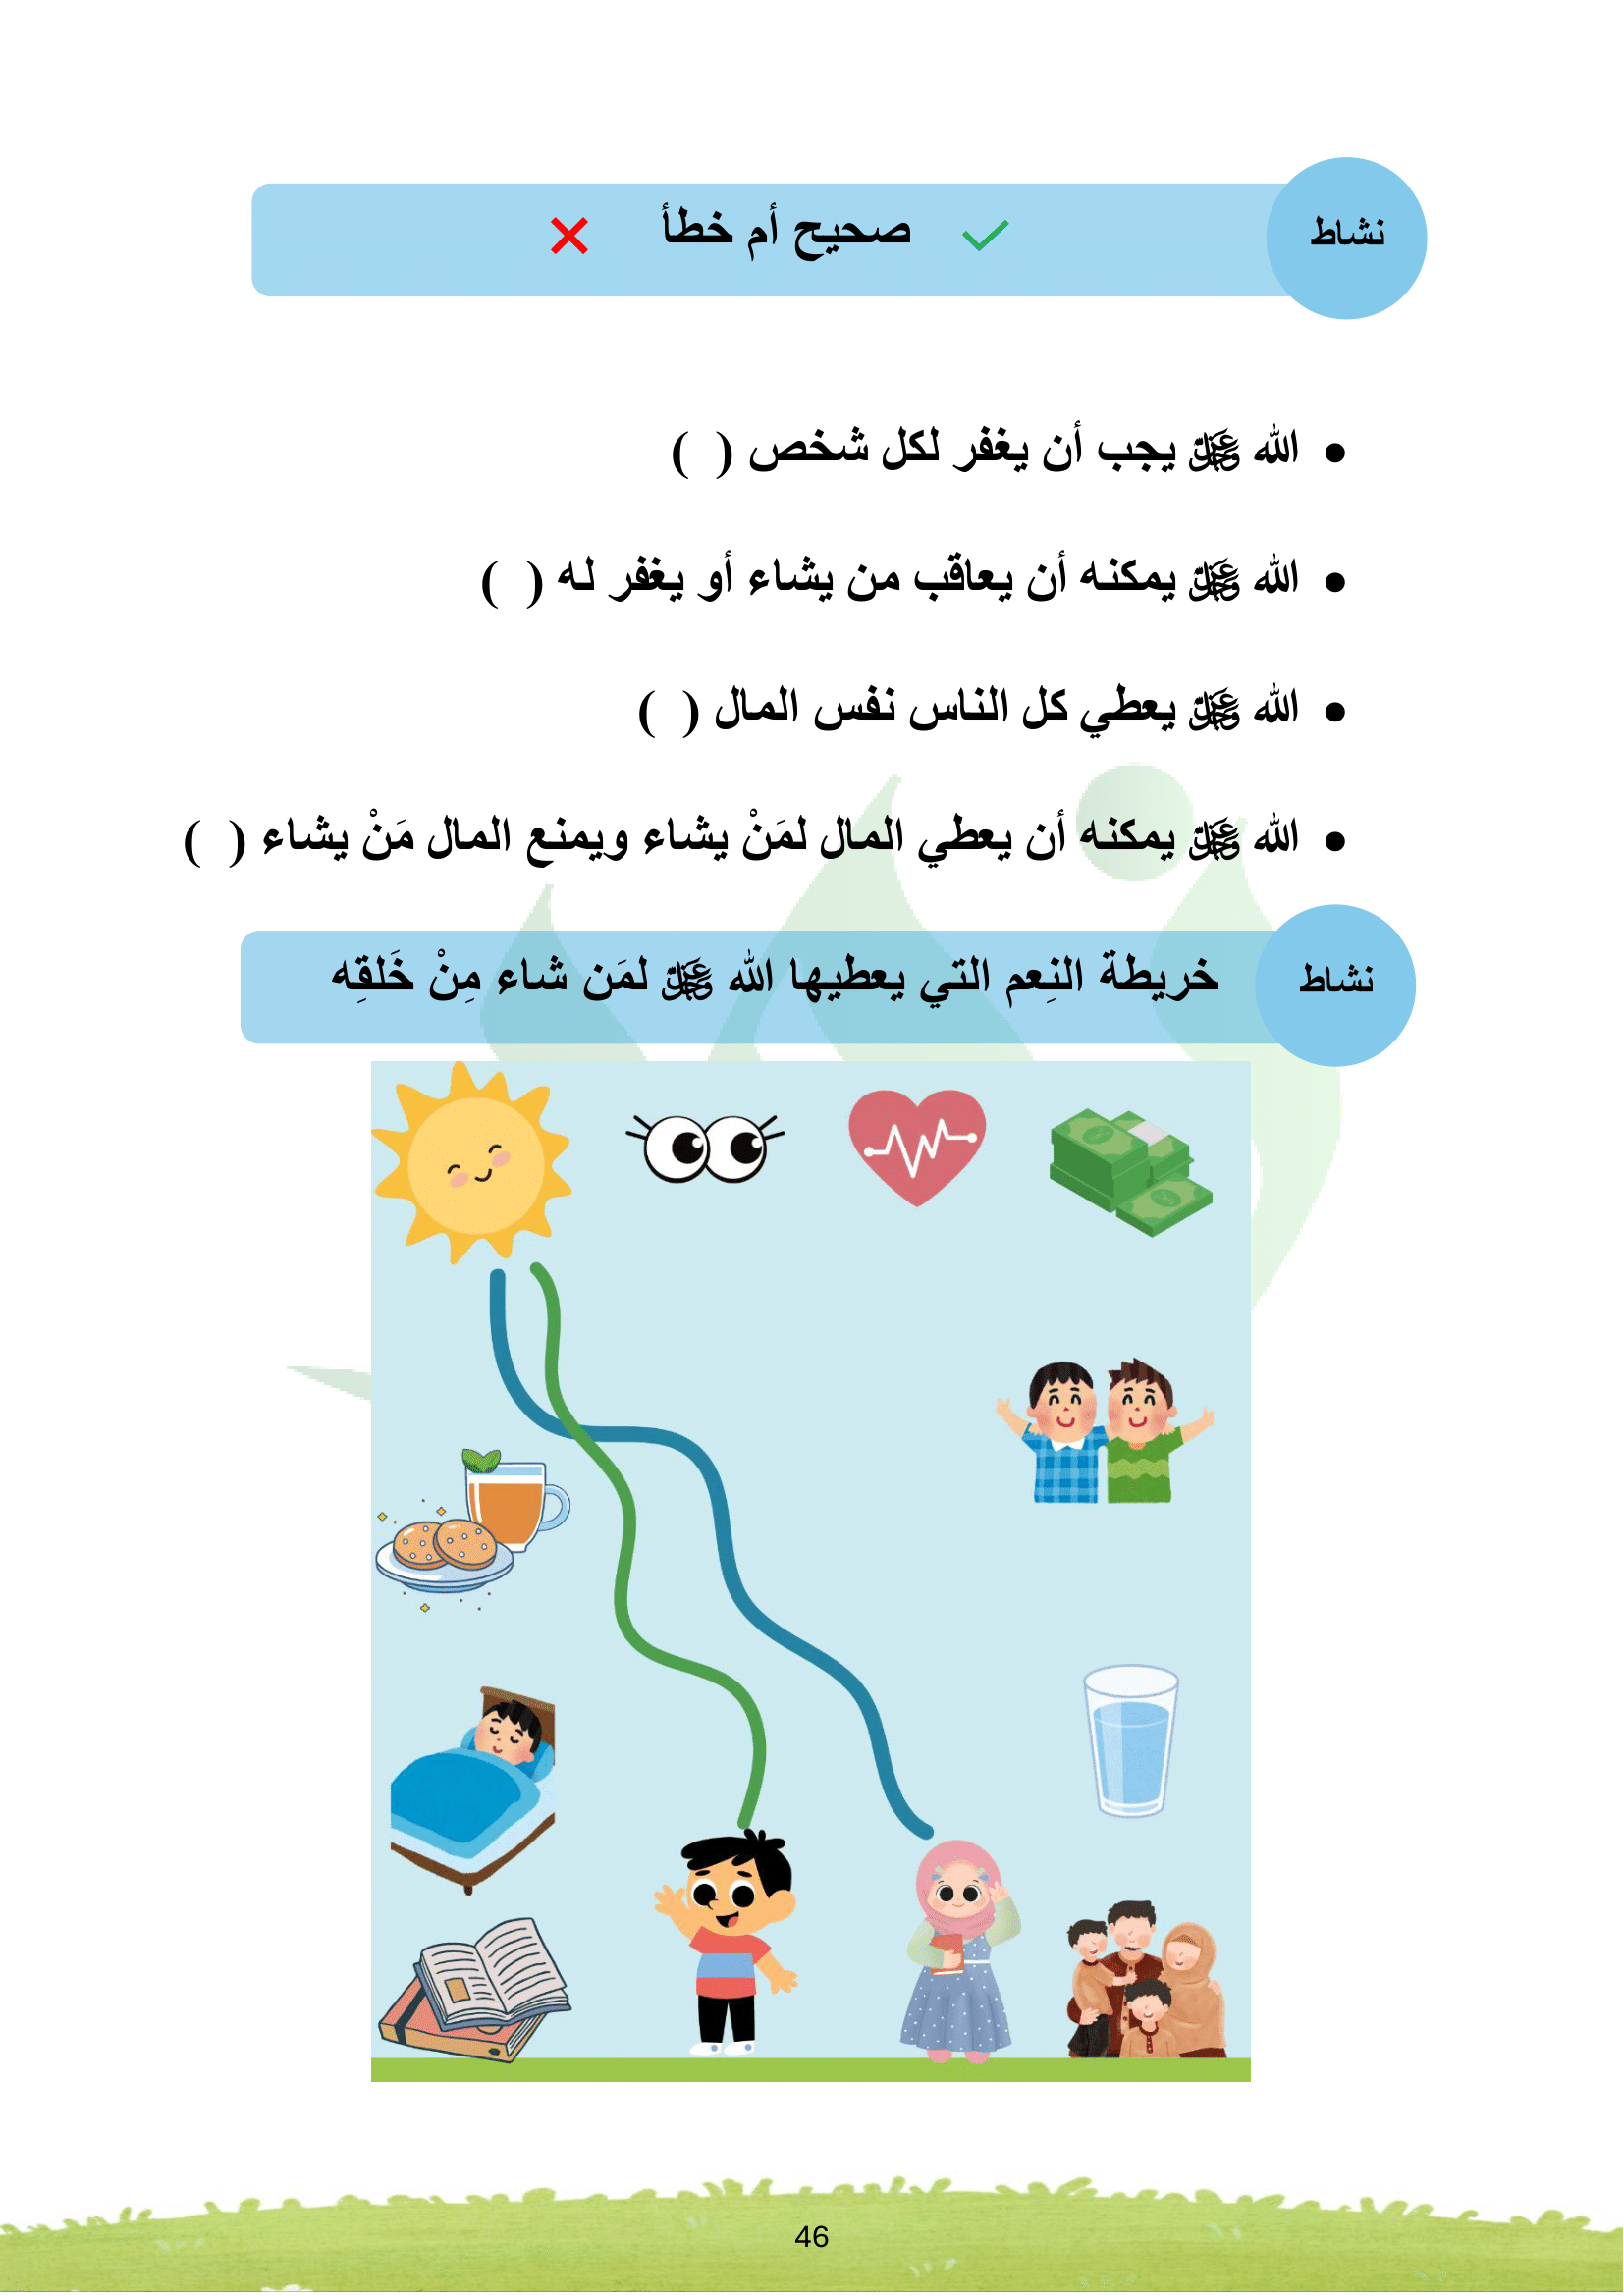 نشاط
صحيح أم خطأ
• الله ﷻ يجب أن يغفر لكل شخص ( )
• الله ﷻ يمكنه أن يعاقب من يشاء أو يغفر له ( )
• الله ﷻ يعطي كل الناس نفس المال ( )
• الله ﷻ يمكنه أن يعطي المال لمَنْ يشاء ويمنع المال مَنْ يشاء ( )
نشاط
خريطة النِعم التي يعطيها الله ﷻ لمَن شاء مِنْ خَلقِه
46